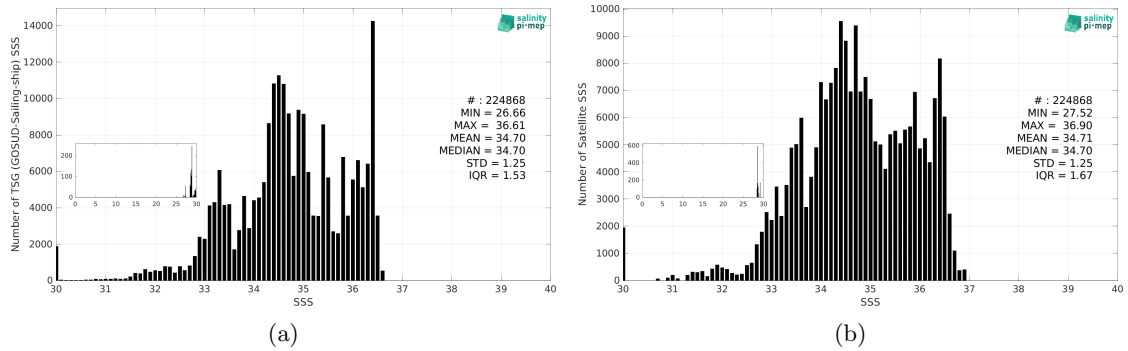 salinity
pi-mep
Number of TSG (GOSUD-Sailing-ship) SSS
14000
12000
10000
8000
6000
4000
2000
0
# : 224868
MIN = 26.66
MAX = 36.61
MEAN = 34.70
MEDIAN = 34.70
STD = 1.25
IQR = 1.53
200
100
0
0 5 10 15 20 25 30
30 31 32 33 34 35 36 37 38 39 40
SSS
(a)
salinity
pi-mep
Number of Satellite SSS
10000
9000
8000
7000
6000
5000
4000
3000
2000
1000
0
# : 224868
MIN = 27.52
MAX = 36.90
MEAN = 34.71
MEDIAN = 34.70
STD = 1.25
IQR = 1.67
600
400
200
0
0 5 10 15 20 25 30
30 31 32 33 34 35 36 37 38 39 40
SSS
(b)